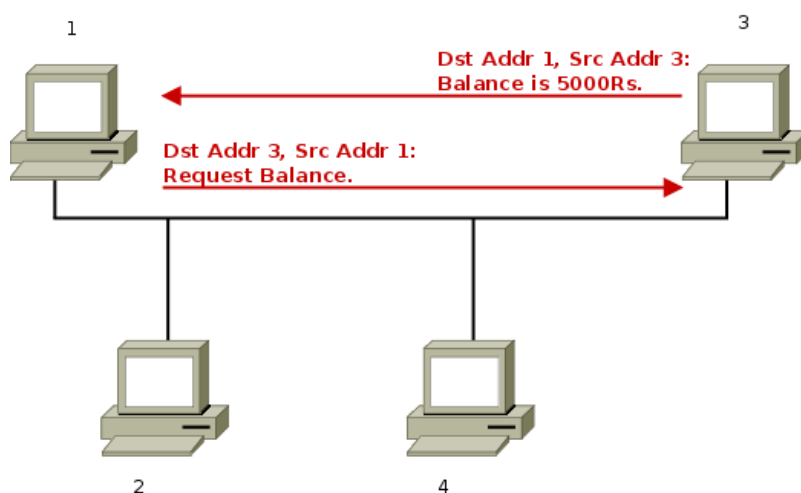 1
3
Dst Addr 1, Src Addr 3:
Balance is 5000Rs.
Dst Addr 3, Src Addr 1:
Request Balance.
2
4